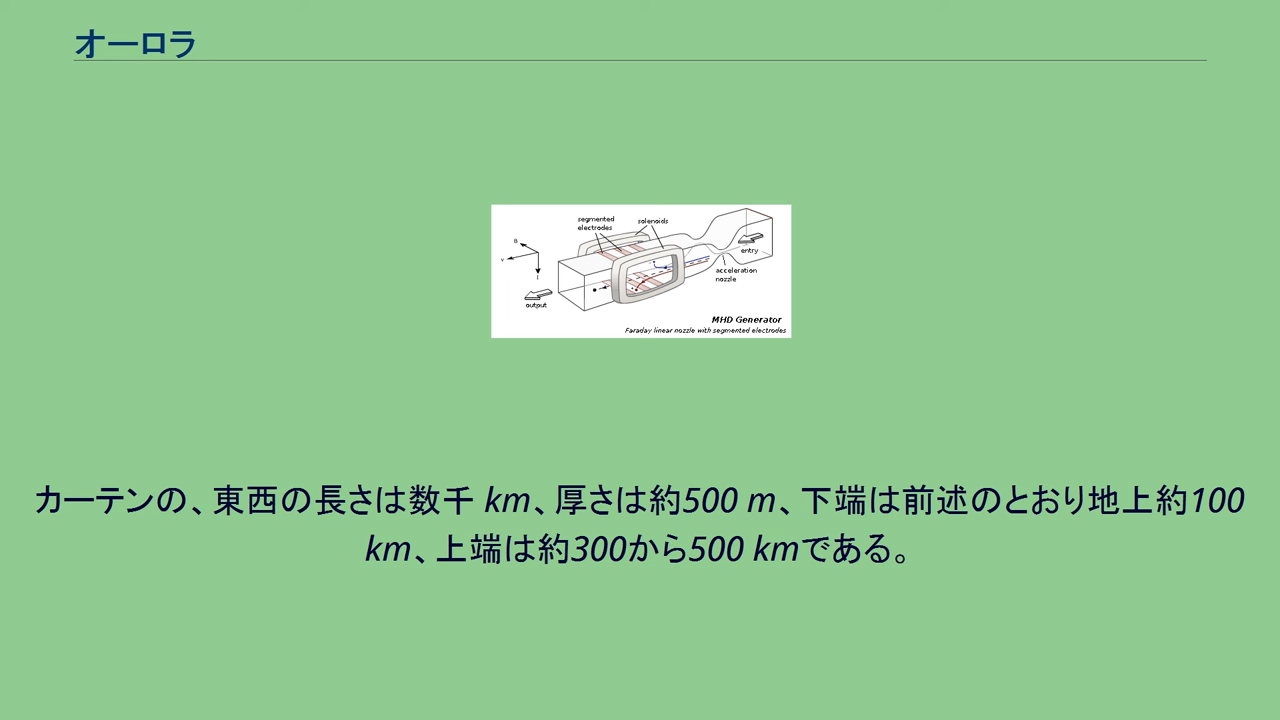 オーロラ
segmented
electrodes
solenoids
B
v
I
entry
acceleration
nozzle
output
MHD Generator
Faraday linear nozzle with segmented electrodes
カーテンの、東西の長さは数千 km、厚さは約500 m、下端は前述のとおり地上約100
km、上端は約300から500 kmである。